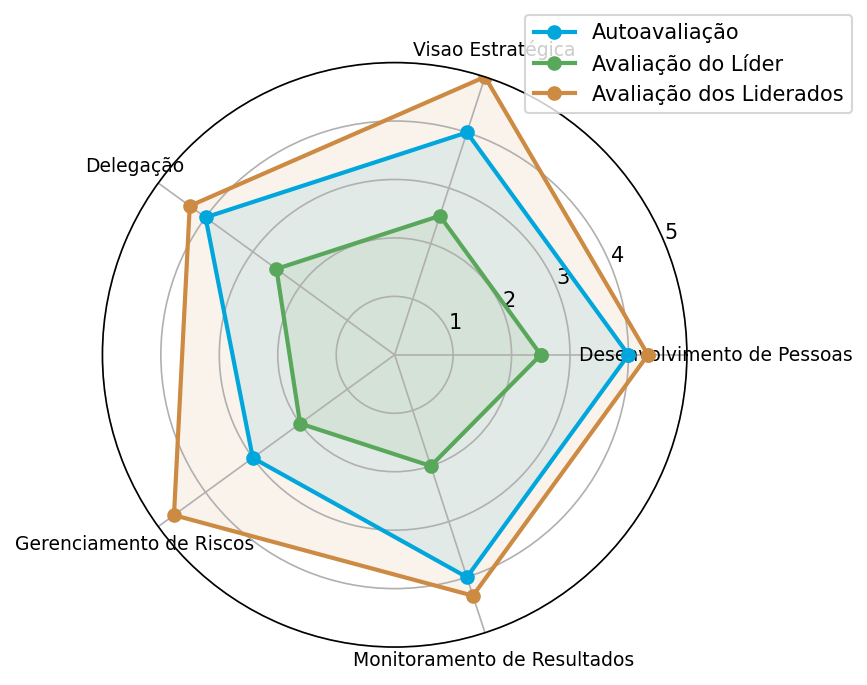 Autoavaliação
Visao Estratégica
Avaliação do Líder
Avaliação dos Liderados
Delegação
5
4
3
2
1
Desenvolvimento de Pessoas
Gerenciamento de Riscos
Monitoramento de Resultados